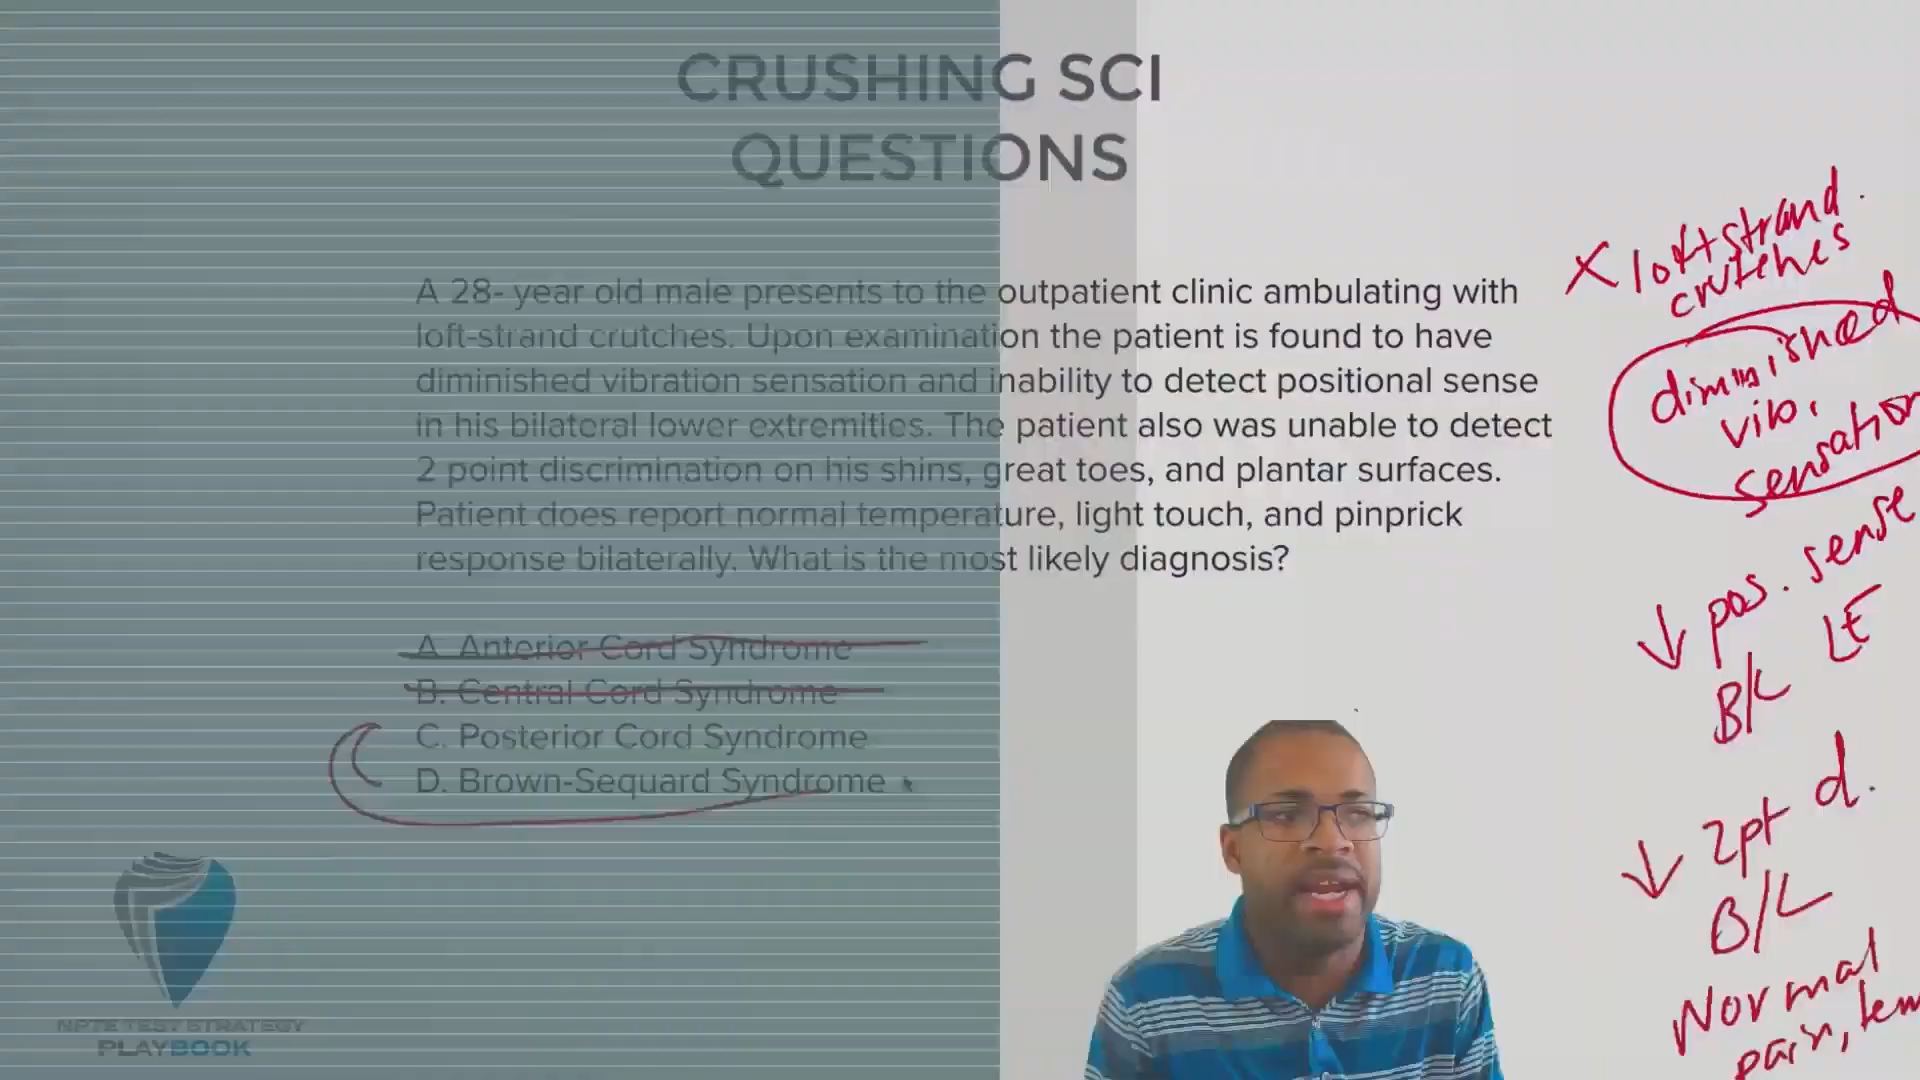 CRUSHING SCI
QUESTIONS
A 28- year old male presents to the outpatient clinic ambulating with
loft-strand crutches. Upon examination the patient is found to have
diminished vibration sensation and inability to detect positional sense
in his bilateral lower extremities. The patient also was unable to detect
2 point discrimination on his shins, great toes, and plantar surfaces.
Patient does report normal temperature, light touch, and pinprick
response bilaterally. What is the most likely diagnosis?
A. Anterior Cord Syndrome
B. Central Cord Syndrome
C. Posterior Cord Syndrome
D. Brown-Sequard Syndrome
X loftstrand.
crutches
diminished
vib.
sensation
↓ pos. sense
B/L LE
↓ 2pt d.
B/L
Normal
pain, tem
NPTE TEST STRATEGY
PLAYBOOK